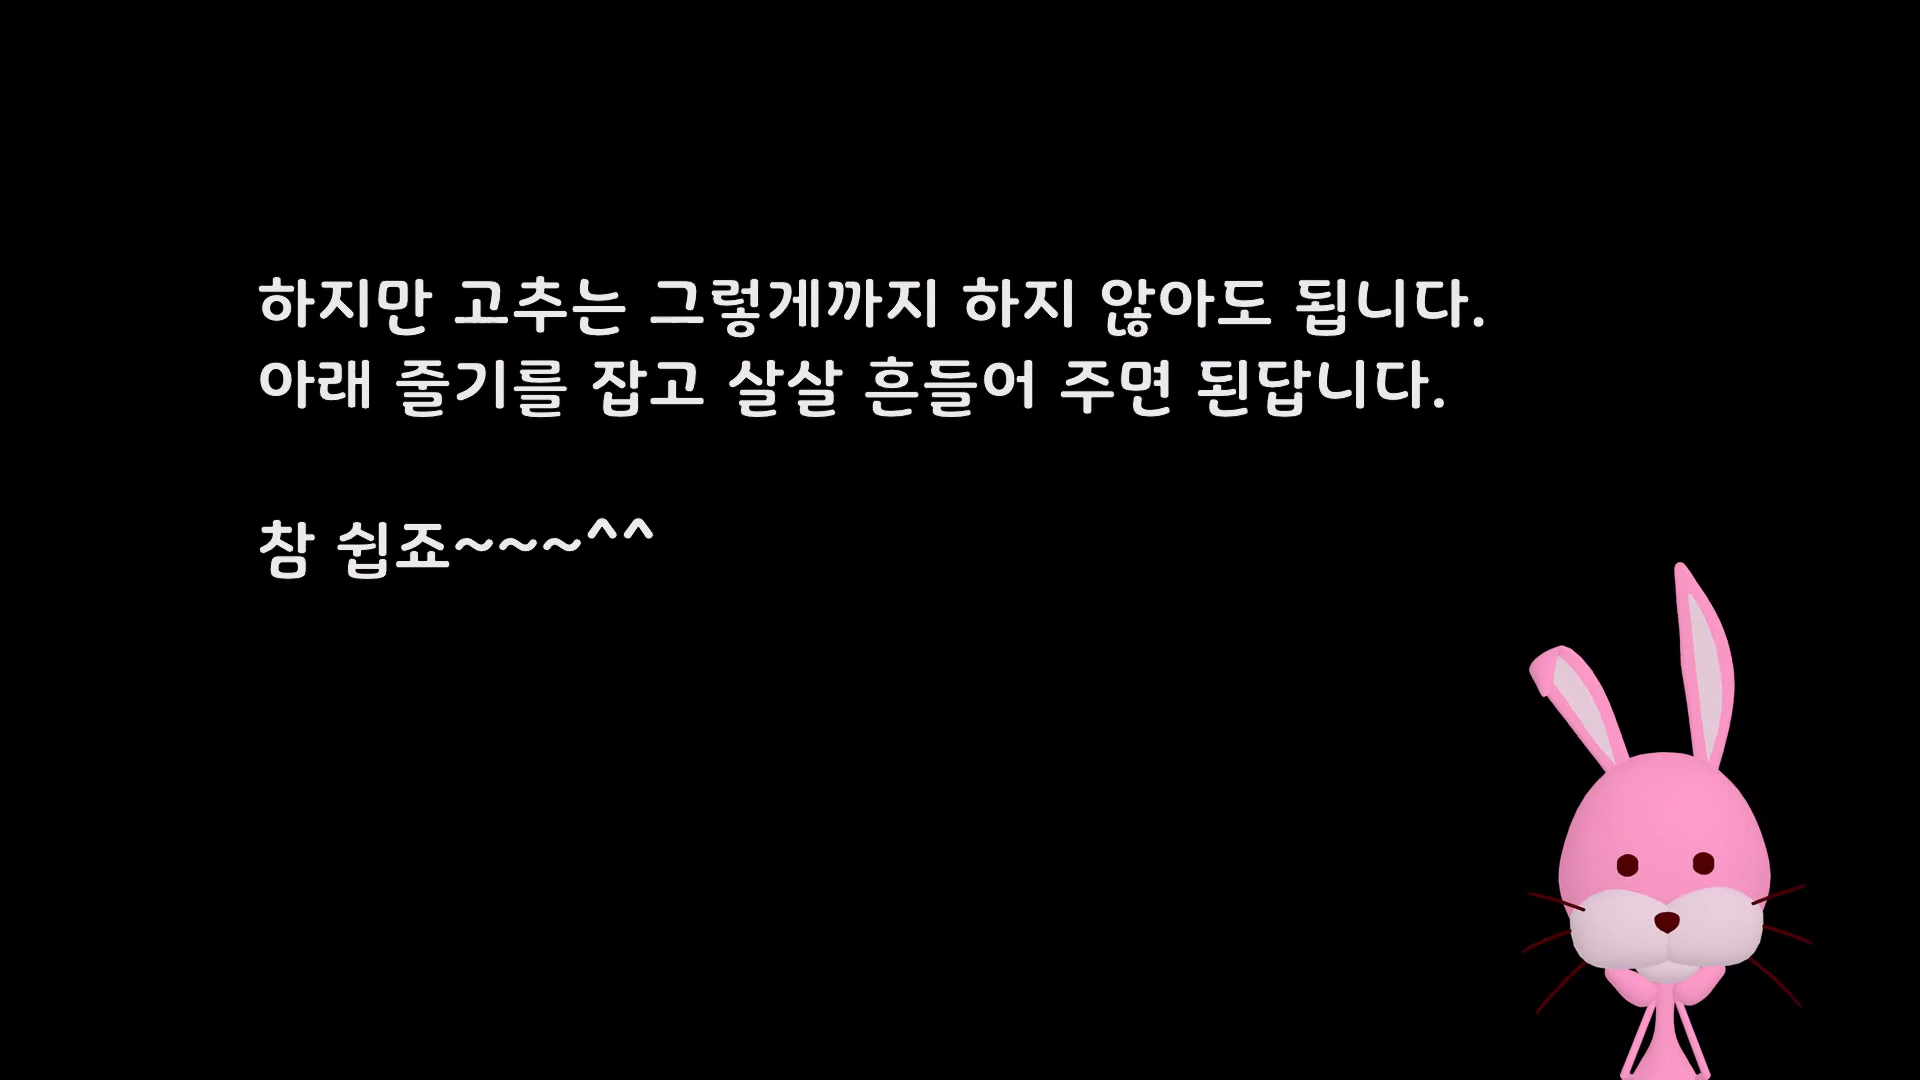 하지만 고추는 그렇게까지 하지 않아도 됩니다.
아래 줄기를 잡고 살살 흔들어 주면 된답니다.
참 쉽죠~~~^^